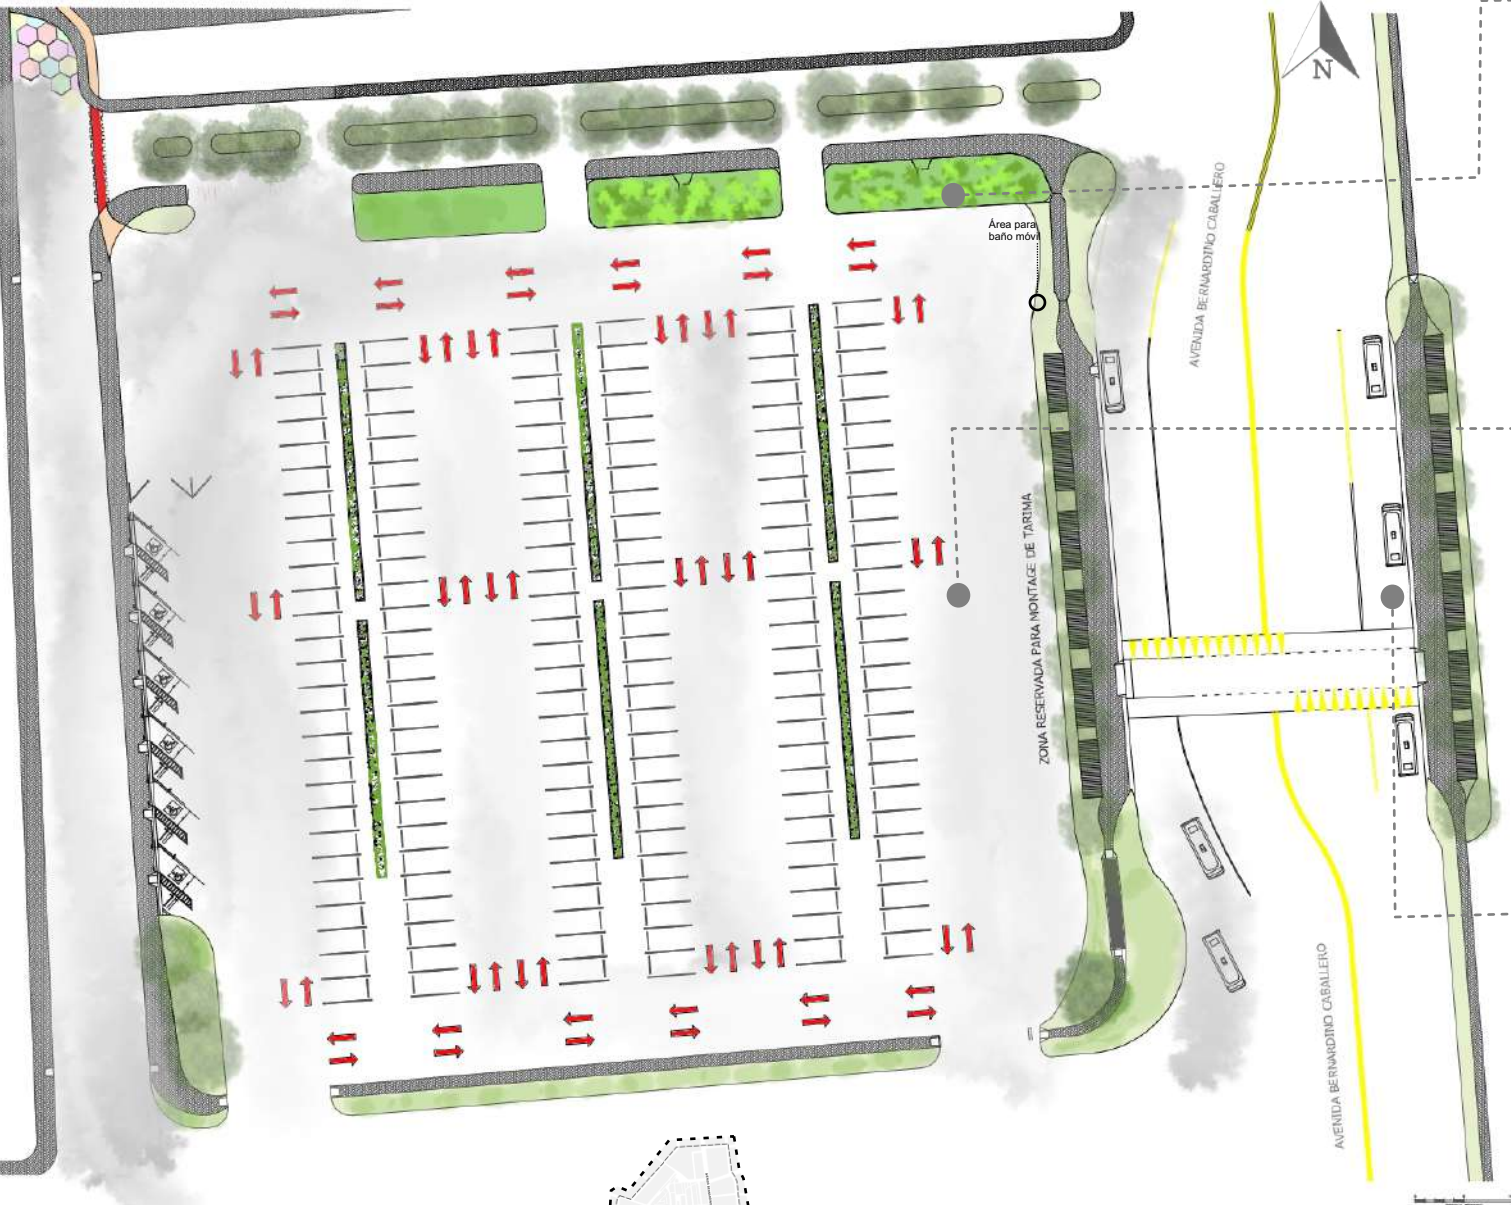 N
AVENIDA BERNARDINO CABALLERO
Área para
baño móvil
ZONA RESERVADA PARA MONTAGE DE TARIMA
AVENIDA BERNARDINO CABALLERO